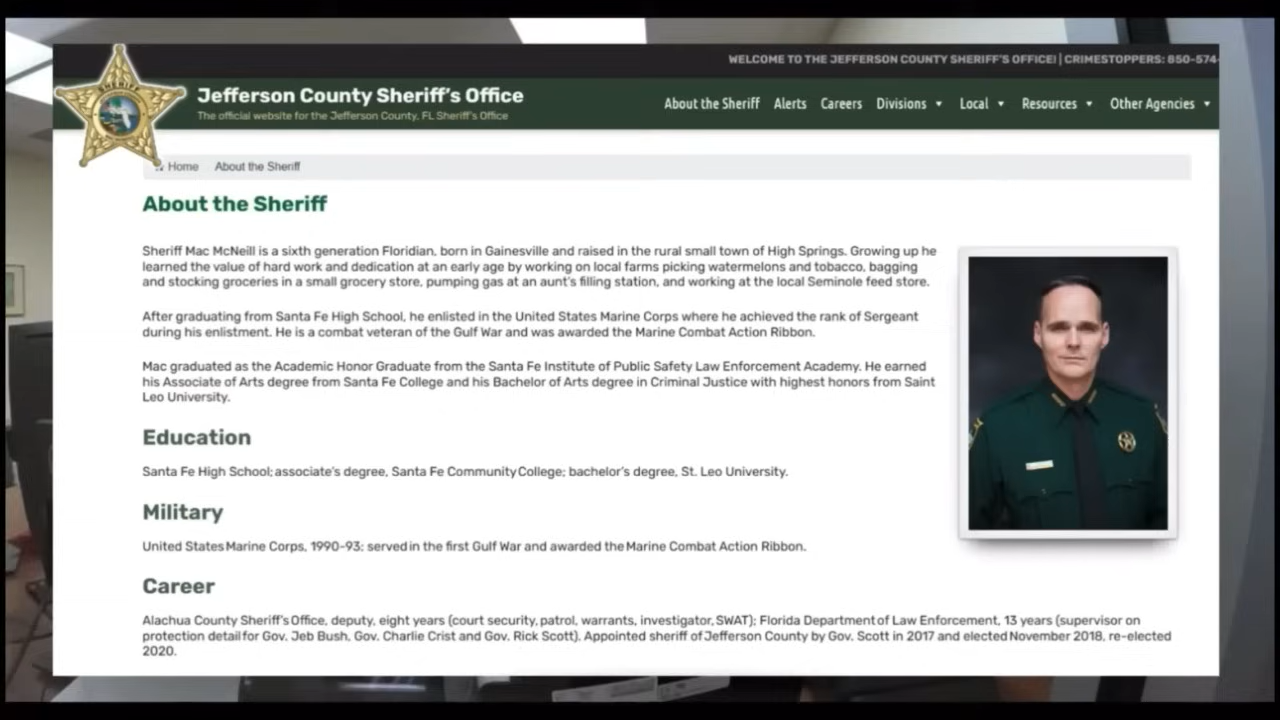 WELCOME TO THE JEFFERSON COUNTY SHERIFF'S OFFICE! | CRIMESTOPPERS: 850-574-
SHERIFF
Jefferson County Sheriff's Office
The official website for the Jefferson County, FL Sheriff's Office
About the Sheriff Alerts Careers Divisions Local Resources Other Agencies
Home About the Sheriff
About the Sheriff
Sheriff Mac McNeill is a sixth generation Floridian, born in Gainesville and raised in the rural small town of High Springs. Growing up he
learned the value of hard work and dedication at an early age by working on local farms picking watermelons and tobacco, bagging
and stocking groceries in a small grocery store, pumping gas at an aunt's filling station, and working at the local Seminole feed store.
After graduating from Santa Fe High School, he enlisted in the United States Marine Corps where he achieved the rank of Sergeant
during his enlistment. He is a combat veteran of the Gulf War and was awarded the Marine Combat Action Ribbon.
Mac graduated as the Academic Honor Graduate from the Santa Fe Institute of Public Safety Law Enforcement Academy. He earned
his Associate of Arts degree from Santa Fe College and his Bachelor of Arts degree in Criminal Justice with highest honors from Saint
Leo University.
Education
Santa Fe High School; associate's degree, Santa Fe Community College; bachelor's degree, St. Leo University.
Military
United States Marine Corps, 1990-93; served in the first Gulf War and awarded the Marine Combat Action Ribbon.
Career
Alachua County Sheriff's Office, deputy, eight years (court security, patrol, warrants, investigator, SWAT); Florida Department of Law Enforcement, 13 years (supervisor on
protection detail for Gov. Jeb Bush, Gov. Charlie Crist and Gov. Rick Scott). Appointed sheriff of Jefferson County by Gov. Scott in 2017 and elected November 2018, re-elected
2020.